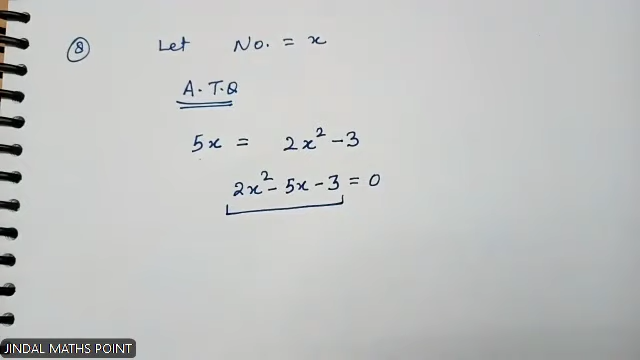 ⑧ Let No. = x
A.T.Q
5x = 2x² - 3
2x² - 5x - 3 = 0
JINDAL MATHS POINT